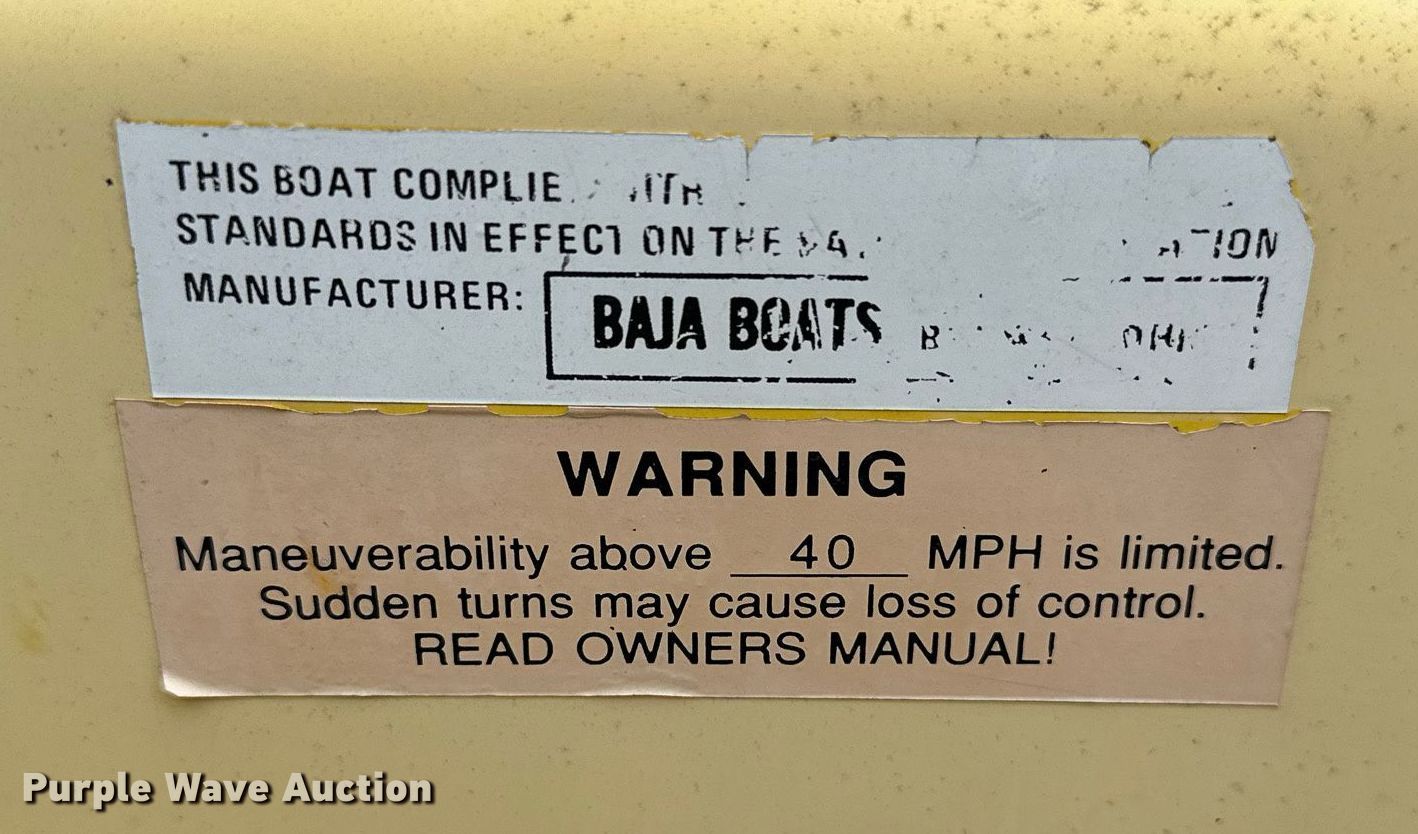 THIS BOAT COMPLIE
STANDARDS IN EFFECT ON THE
MANUFACTURER: BAJA BOATS
WARNING
Maneuverability above 40 MPH is limited.
Sudden turns may cause loss of control.
READ OWNERS MANUAL!
Purple Wave Auction